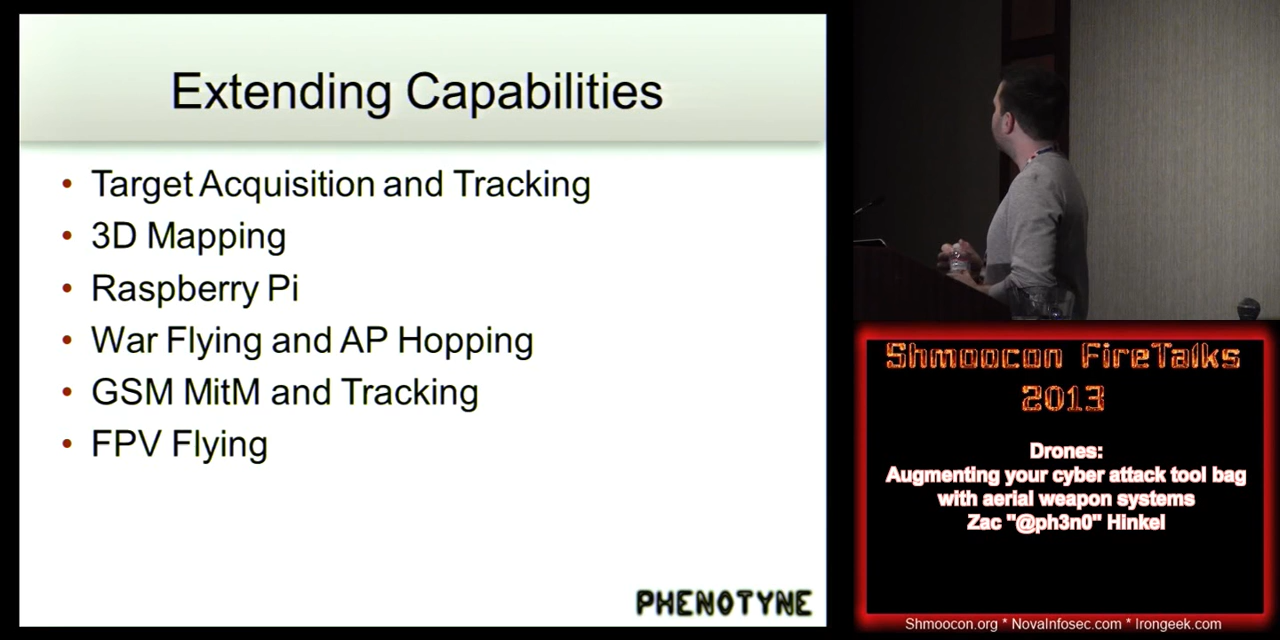 Extending Capabilities
• Target Acquisition and Tracking
• 3D Mapping
• Raspberry Pi
• War Flying and AP Hopping
• GSM MitM and Tracking
• FPV Flying
PHENOTYNE
Shmoocon FireTalks
2013
Drones:
Augmenting your cyber attack tool bag
with aerial weapon systems
Zac "@ph3n0" Hinkel
Shmoocon.org * NovaInfosec.com * Irongeek.com